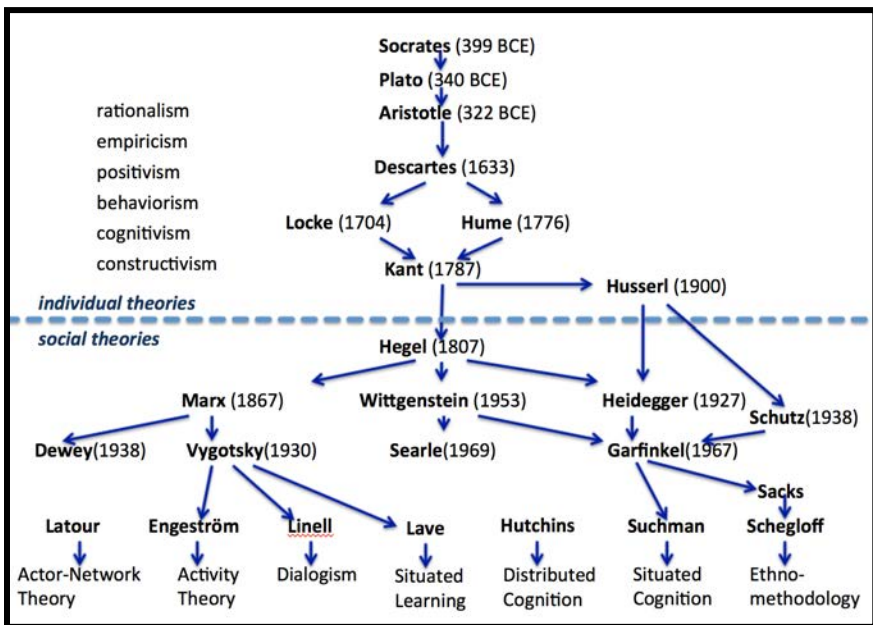 Socrates (399 BCE)
Plato (340 BCE)
Aristotle (322 BCE)
rationalism
empiricism
positivism
behaviorism
cognitivism
constructivism
Descartes (1633)
Locke (1704)
Hume (1776)
Kant (1787)
Husserl (1900)
individual theories
social theories
Hegel (1807)
Marx (1867)
Wittgenstein (1953)
Heidegger (1927)
Schutz(1938)
Dewey(1938)
Vygotsky(1930)
Searle(1969)
Garfinkel(1967)
Sacks
Latour
Engeström
Linell
Lave
Hutchins
Suchman
Schegloff
Actor-Network
Theory
Activity
Theory
Dialogism
Situated
Learning
Distributed
Cognition
Situated
Cognition
Ethno-
methodology